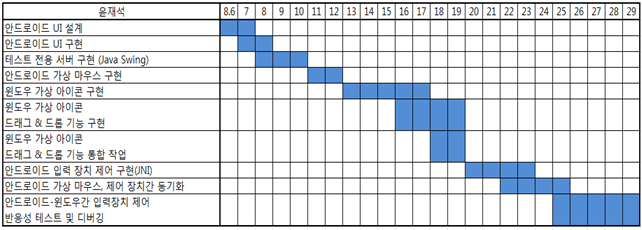 윤재석 8.6 7 8 9 10 11 12 13 14 15 16 17 18 19 20 21 22 23 24 25 26 27 28 29
안드로이드 UI 설계
안드로이드 UI 구현
테스트 전용 서버 구현 (Java Swing)
안드로이드 가상 마우스 구현
윈도우 가상 아이콘 구현
윈도우 가상 아이콘
드래그 & 드롭 기능 구현
윈도우 가상 아이콘
드래그 & 드롭 기능 통합 작업
안드로이드 입력 장치 제어 구현(JNI)
안드로이드 가상 마우스, 제어 장치간 동기화
안드로이드-윈도우간 입력장치 제어
반응성 테스트 및 디버깅